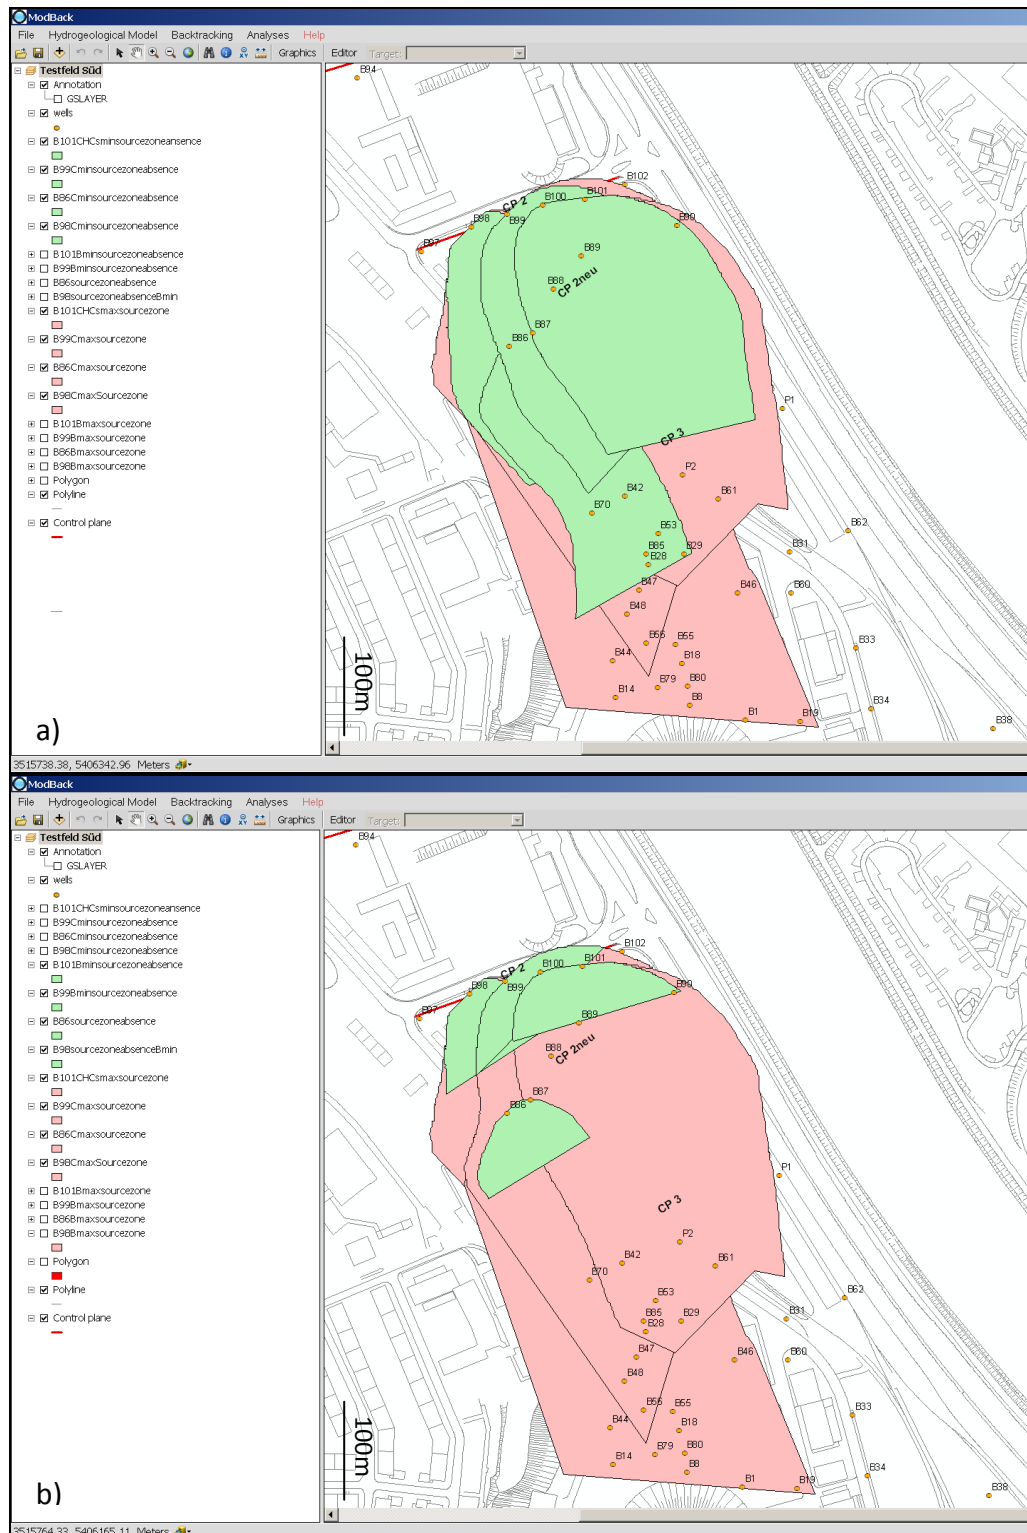 ModBack
File Hydrogeological Model Backtracking Analyses Help
Graphics Editor Target:
Testfeld Süd
Annotation
GSLAYER
wells
B101CHCsminsourcezoneansence
B99Cminsourcezoneabsence
B86Cminsourcezoneabsence
B98Cminsourcezoneabsence
B101Bminsourcezoneabsence
B99Bminsourcezoneabsence
B86sourcezoneabsence
B98sourcezoneabsenceBmin
B101CHCsmaxsourcezone
B99Cmaxsourcezone
B86Cmaxsourcezone
B98CmaxSourcezone
B101Bmaxsourcezone
B99Bmaxsourcezone
B86Bmaxsourcezone
B98Bmaxsourcezone
Polygon
Polyline
Control plane
B94
B102
B101
B100
CP 2
B99
B98
B90
B97
B89
B88
CP 2neu
B87
B86
P1
CP 3
P2
B42
B61
B70
B53
B62
B85
B29
B31
B28
B47
B46
B60
B48
B56
B55
B33
B44
B18
B79
B80
B14
B8
B34
B1
B19
B38
100m
a)
3515738.38, 5406342.96 Meters
ModBack
File Hydrogeological Model Backtracking Analyses Help
Graphics Editor Target:
Testfeld Süd
Annotation
GSLAYER
wells
B101CHCsminsourcezoneansence
B99Cminsourcezoneabsence
B86Cminsourcezoneabsence
B98Cminsourcezoneabsence
B101Bminsourcezoneabsence
B99Bminsourcezoneabsence
B86sourcezoneabsence
B98sourcezoneabsenceBmin
B101CHCsmaxsourcezone
B99Cmaxsourcezone
B86Cmaxsourcezone
B98CmaxSourcezone
B101Bmaxsourcezone
B99Bmaxsourcezone
B86Bmaxsourcezone
B98Bmaxsourcezone
Polygon
Polyline
Control plane
B94
B102
B101
B100
CP 2
B99
B98
B90
B97
B89
B88
CP 2neu
B87
B86
P1
CP 3
P2
B42
B61
B70
B53
B62
B85
B29
B31
B28
B47
B46
B60
B48
B56
B55
B33
B44
B18
B79
B80
B14
B8
B34
B1
B19
B38
100m
b)
3515764.33, 5406165.11 Meters